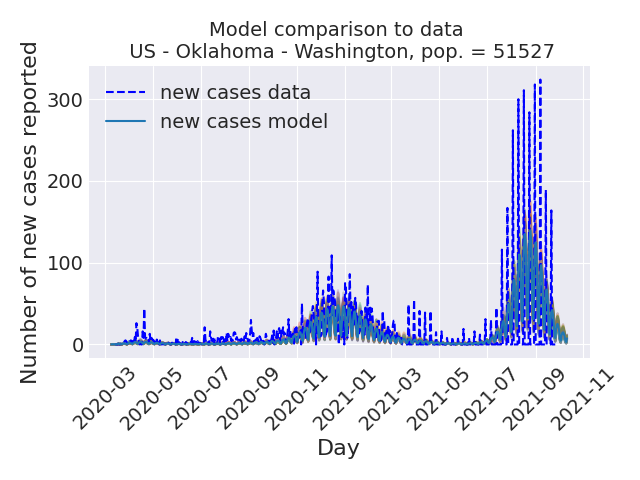 Model comparison to data
US - Oklahoma - Washington, pop. = 51527
Number of new cases reported
300
200
100
0
new cases data
new cases model
2020-03
2020-05
2020-07
2020-09
2020-11
2021-01
2021-03
2021-05
2021-07
2021-09
2021-11
Day